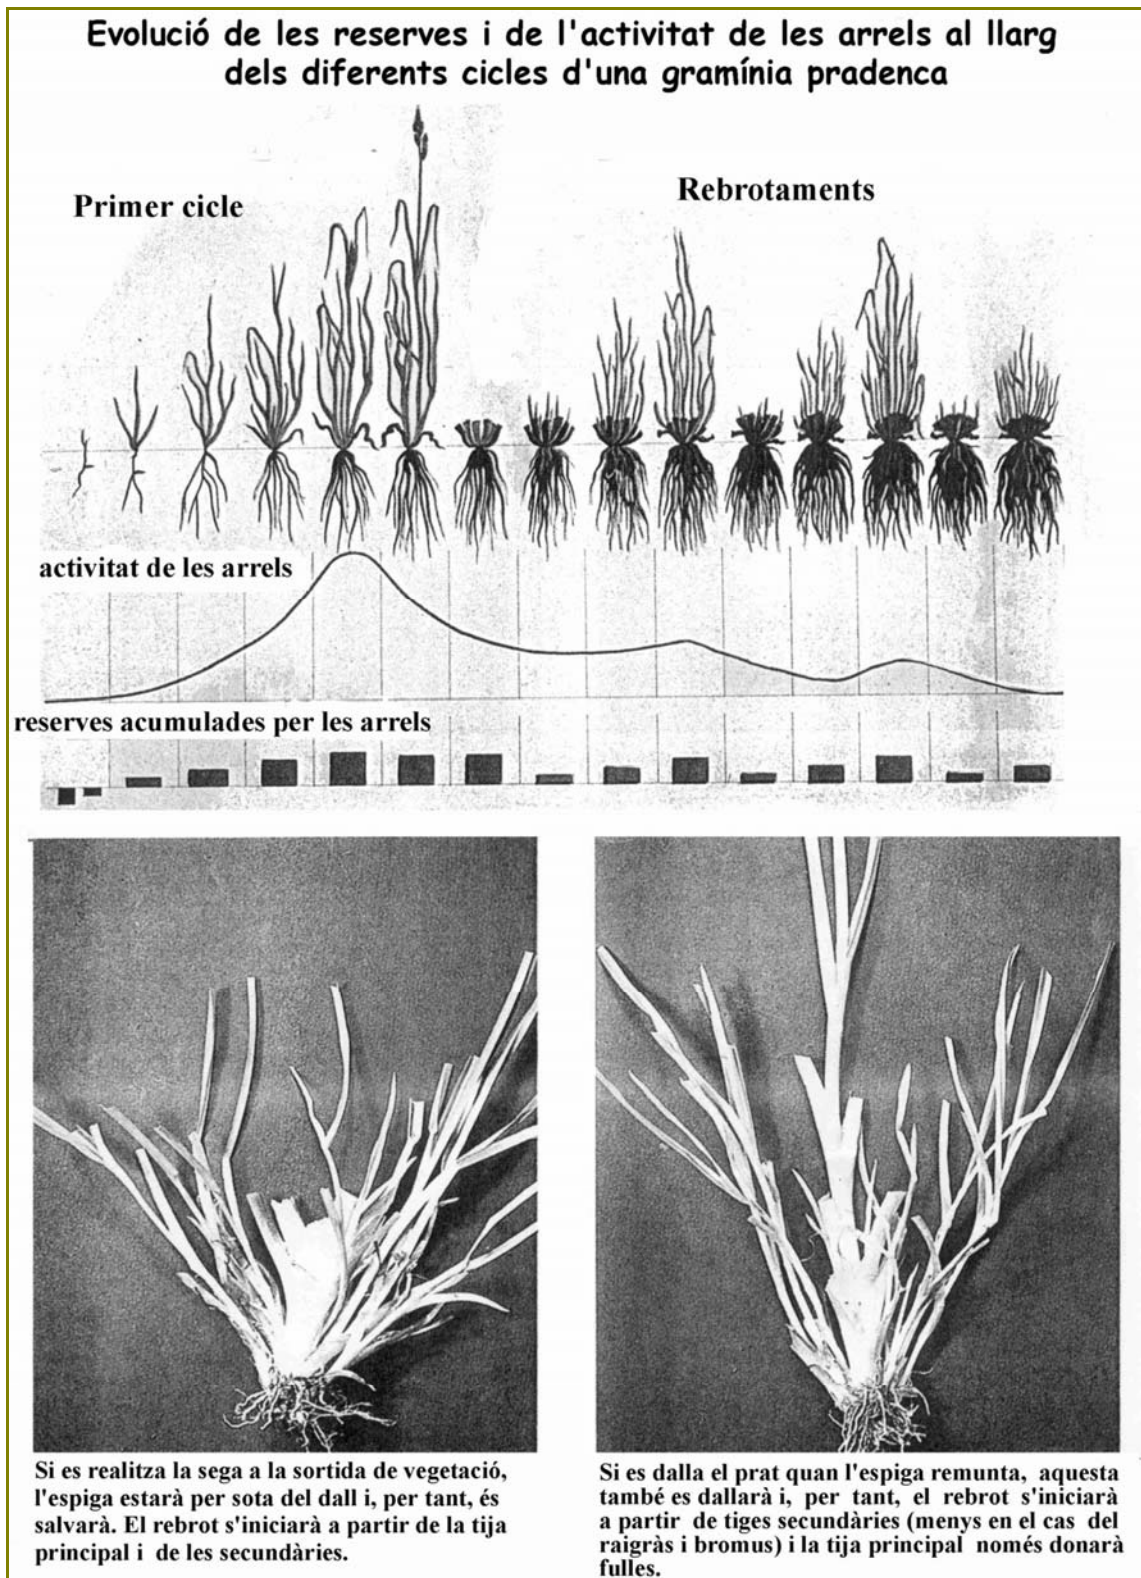 Evolució de les reserves i de l'activitat de les arrels al llarg
dels diferents cicles d'una gramínia pradenca
Primer cicle
Rebrotaments
activitat de les arrels
reserves acumulades per les arrels
Si es realitza la sega a la sortida de vegetació,
l'espiga estarà per sota del dall i, per tant, és
salvarà. El rebrot s'iniciarà a partir de la tija
principal i de les secundàries.
Si es dalla el prat quan l'espiga remunta, aquesta
també es dallarà i, per tant, el rebrot s'iniciarà
a partir de tiges secundàries (menys en el cas del
raigràs i bromus) i la tija principal només donarà
fulles.